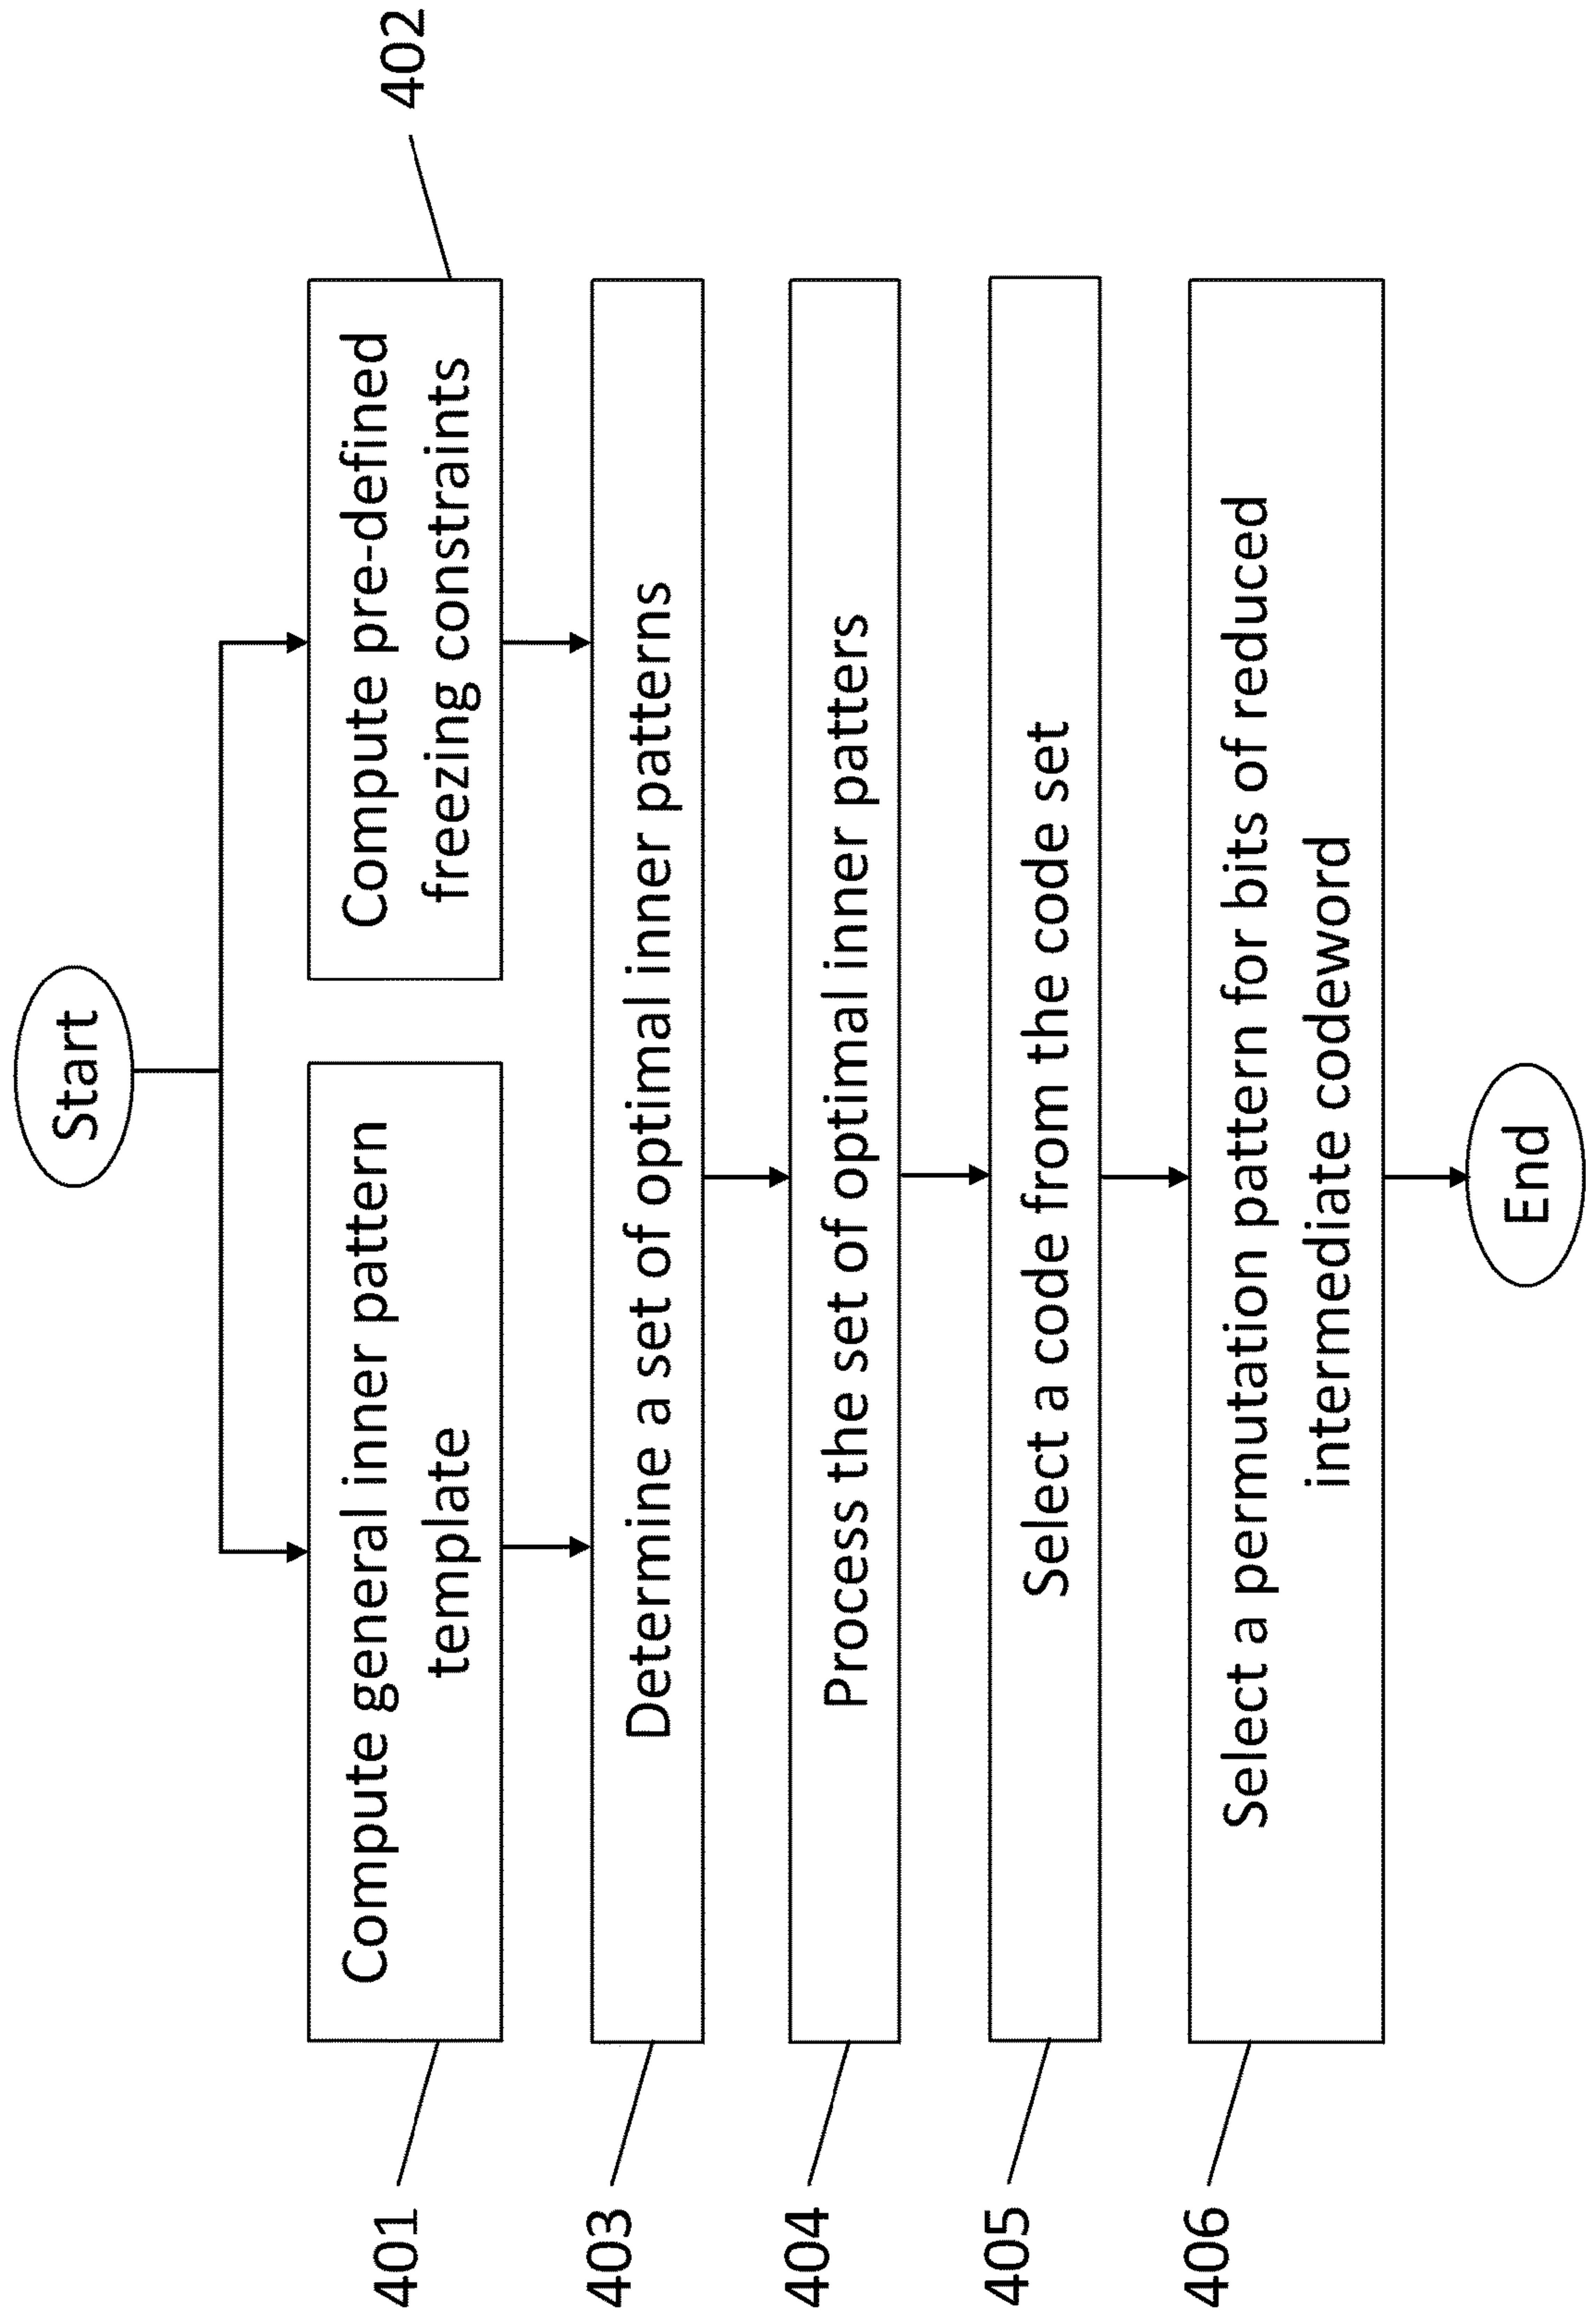 Start
401
Compute general inner pattern
template
Compute pre-defined
freezing constraints
402
403
Determine a set of optimal inner patterns
404
Process the set of optimal inner patters
405
Select a code from the code set
406
Select a permutation pattern for bits of reduced
intermediate codeword
End